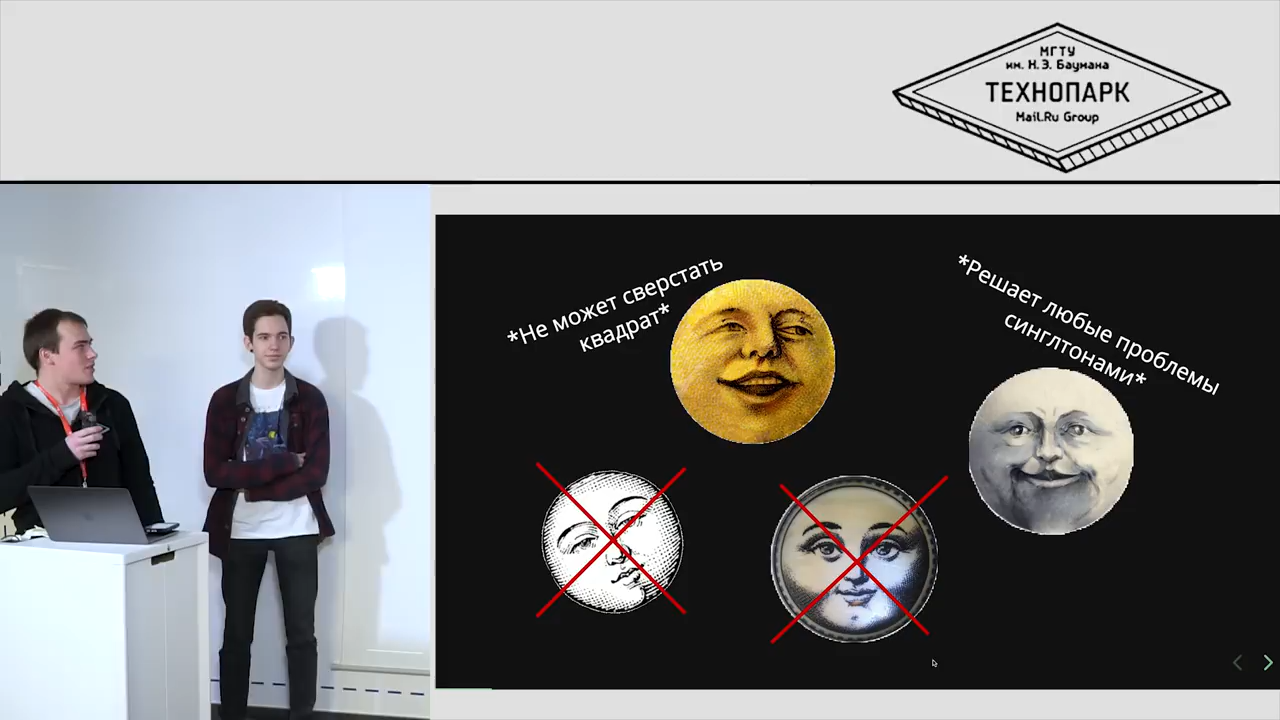 МГТУ
им. Н.Э. Баумана
ТЕХНОПАРК
Mail.Ru Group
*Не может сверстать
квадрат*
*Решает любые проблемы
синглтонами*